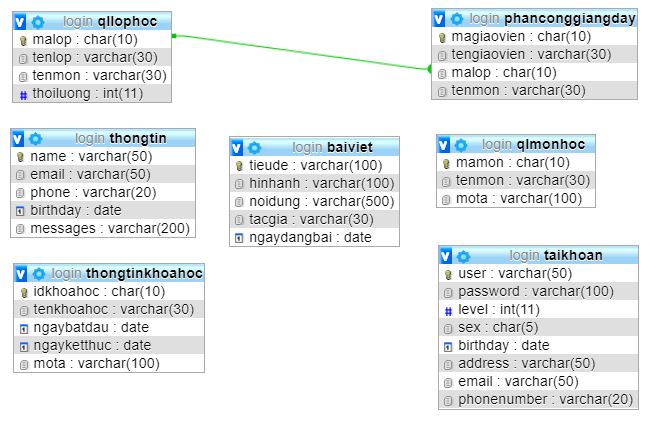 login qllophoc
malop : char(10)
tenlop : varchar(30)
tenmon : varchar(30)
thoiluong : int(11)
login phanconggiangday
magiaovien : char(10)
tengiaovien : varchar(30)
malop : char(10)
tenmon : varchar(30)
login thongtin
name : varchar(50)
email : varchar(50)
phone : varchar(20)
birthday : date
messages : varchar(200)
login baiviet
tieude : varchar(100)
hinhanh : varchar(100)
noidung : varchar(500)
tacgia : varchar(30)
ngaydangbai : date
login qlmonhoc
mamon : char(10)
tenmon : varchar(30)
mota : varchar(100)
login thongtinkhoahoc
idkhoahoc : char(10)
tenkhoahoc : varchar(30)
ngaybatdau : date
ngayketthuc : date
mota : varchar(100)
login taikhoan
user : varchar(50)
password : varchar(100)
level : int(11)
sex : char(5)
birthday : date
address : varchar(50)
email : varchar(50)
phonenumber : varchar(20)